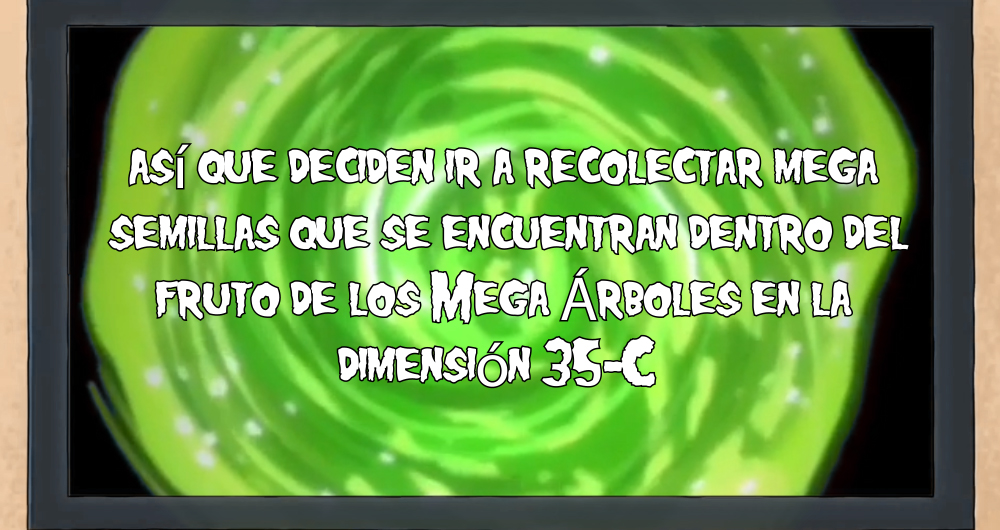 así que deciden ir a recolectar mega
semillas que se encuentran dentro del
fruto de los Mega Árboles en la
dimensión 35-C